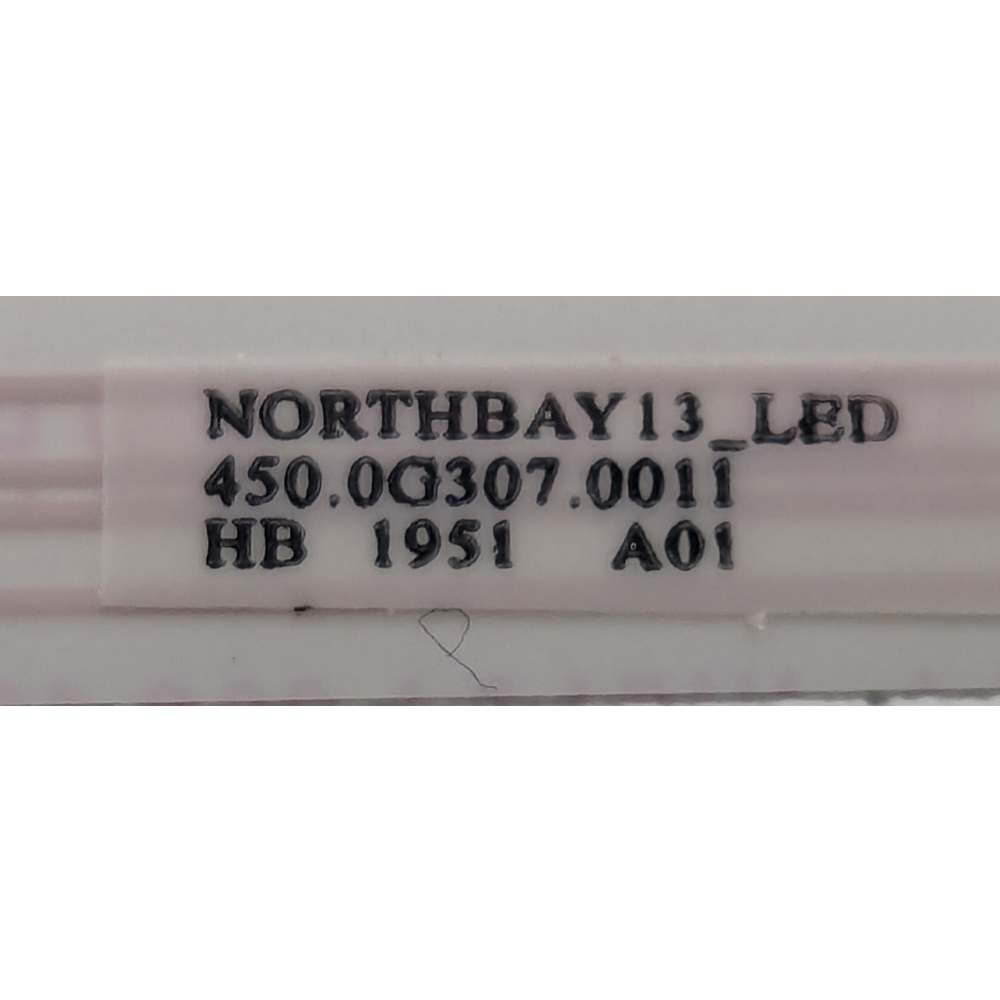 NORTHBAY13_LED
450.0G307.0011
HB 1951 A01